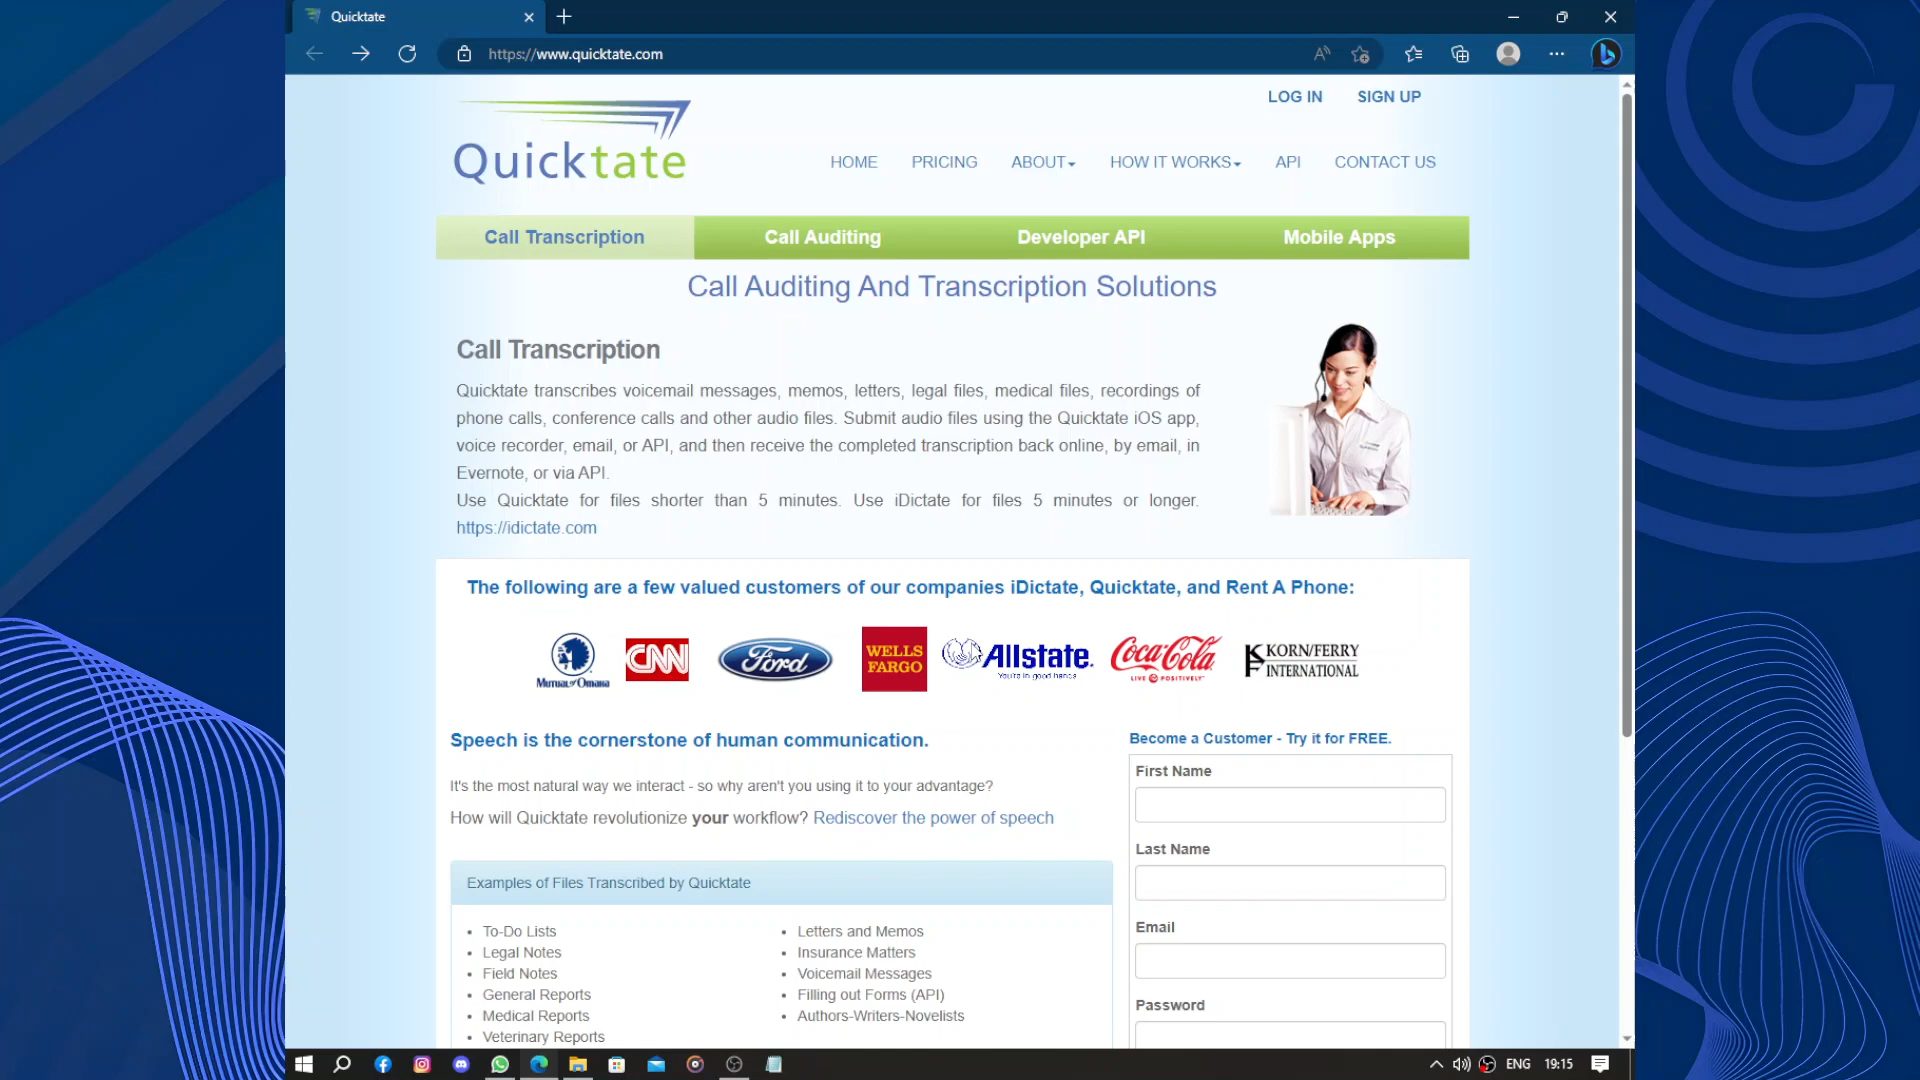 Quicktate
https://www.quicktate.com
LOG IN SIGN UP
Quicktate
HOME PRICING ABOUT HOW IT WORKS API CONTACT US
Call Transcription Call Auditing Developer API Mobile Apps
Call Auditing And Transcription Solutions
Call Transcription
Quicktate transcribes voicemail messages, memos, letters, legal files, medical files, recordings of
phone calls, conference calls and other audio files. Submit audio files using the Quicktate iOS app,
voice recorder, email, or API, and then receive the completed transcription back online, by email, in
Evernote, or via API.
Use Quicktate for files shorter than 5 minutes. Use iDictate for files 5 minutes or longer.
https://idictate.com
The following are a few valued customers of our companies iDictate, Quicktate, and Rent A Phone:
MUTUAL of OMAHA
CNN
Ford
WELLS
FARGO
Allstate.
You're in good hands.
Coca-Cola
LIVE POSITIVELY
KORN/FERRY
INTERNATIONAL
Speech is the cornerstone of human communication.
It's the most natural way we interact - so why aren't you using it to your advantage?
How will Quicktate revolutionize your workflow? Rediscover the power of speech
Examples of Files Transcribed by Quicktate
• To-Do Lists
• Legal Notes
• Field Notes
• General Reports
• Medical Reports
• Veterinary Reports
• Letters and Memos
• Insurance Matters
• Voicemail Messages
• Filling out Forms (API)
• Authors-Writers-Novelists
Become a Customer - Try it for FREE.
First Name
Last Name
Email
Password
ENG 19:15